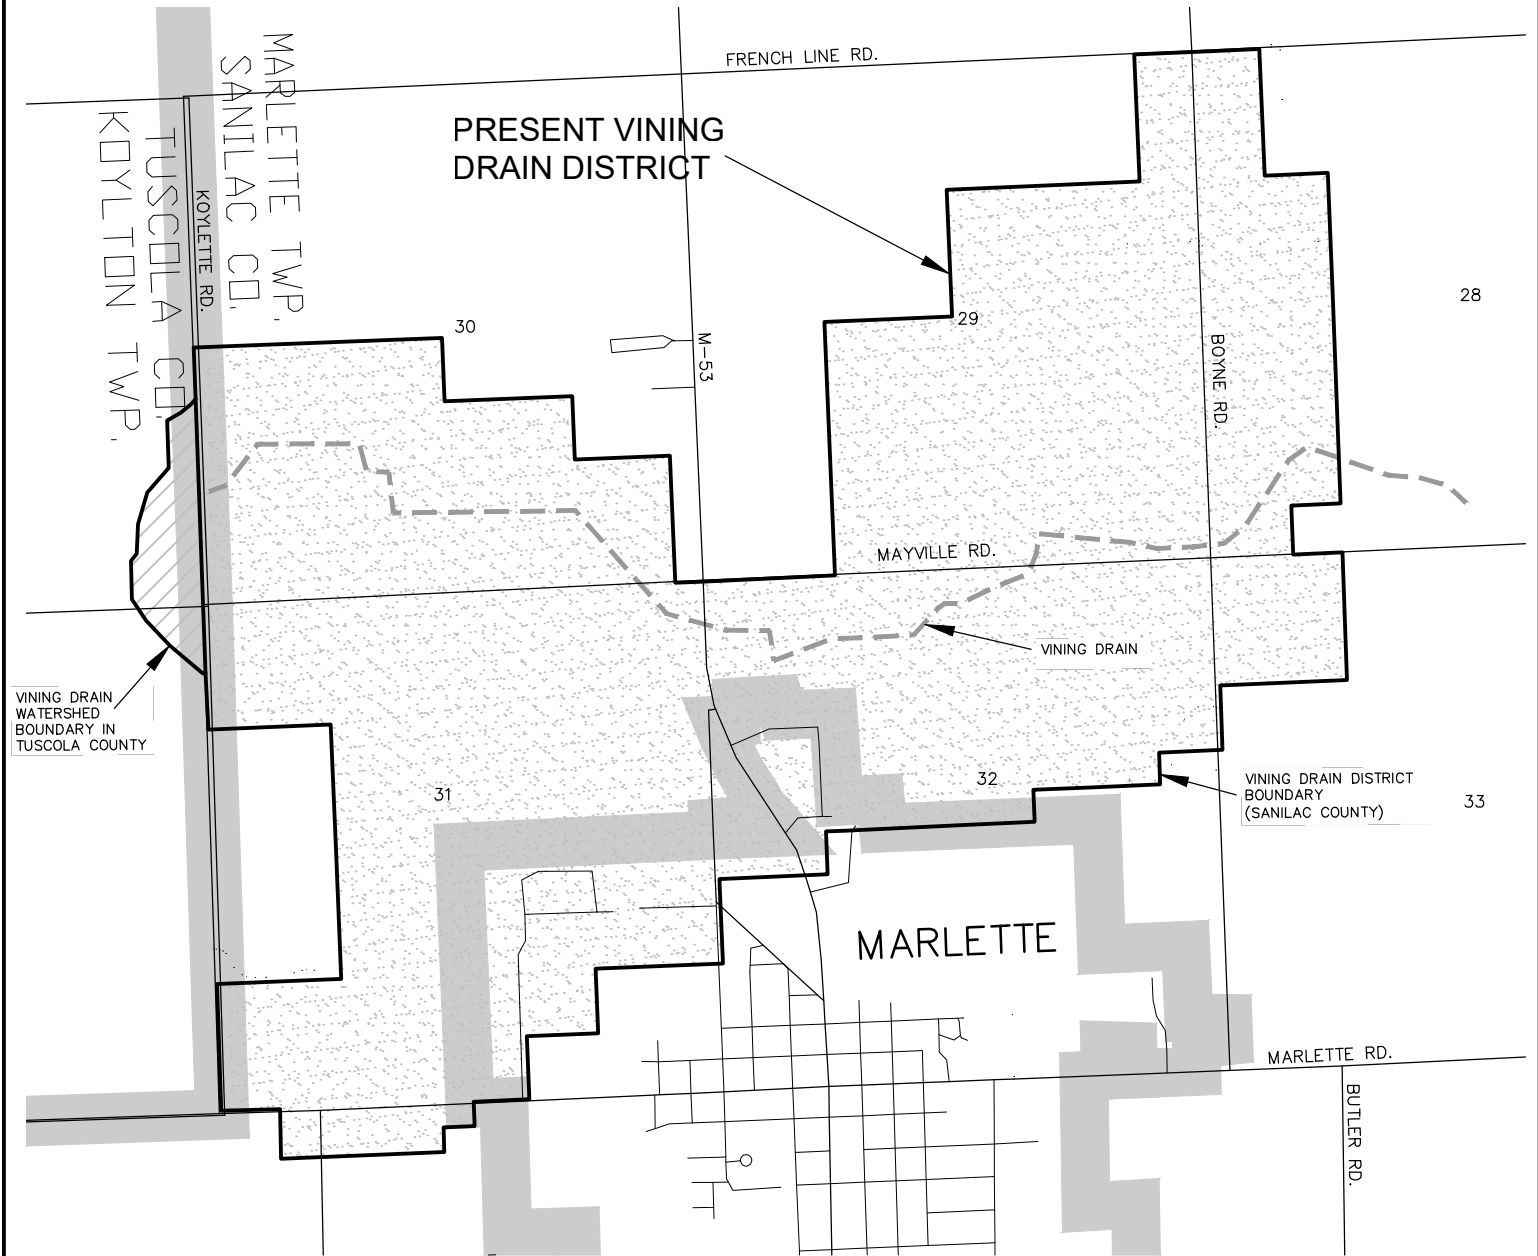 FRENCH LINE RD.
MARLETTE TWP.
SANILAC CO.
TUSCOLA CO.
KOYLTON TWP.
KOYLETTE RD.
PRESENT VINING
DRAIN DISTRICT
30
29
28
M-53
BOYNE RD.
MAYVILLE RD.
VINING DRAIN
VINING DRAIN
WATERSHED
BOUNDARY IN
TUSCOLA COUNTY
31
32
VINING DRAIN DISTRICT
BOUNDARY
(SANILAC COUNTY)
33
MARLETTE
MARLETTE RD.
BUTLER RD.